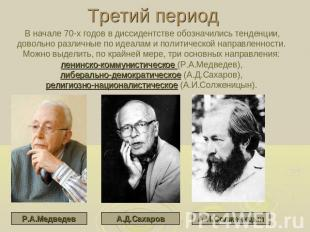 Третий период
В начале 70-х годов в диссидентстве обозначились тенденции,
довольно различные по идеалам и политической направленности.
Можно выделить, по крайней мере, три основных направления:
ленинско-коммунистическое (Р.А.Медведев),
либерально-демократическое (А.Д.Сахаров),
религиозно-националистическое (А.И.Солженицын).
Р.А.Медведев А.Д.Сахаров А.И.Солженицын